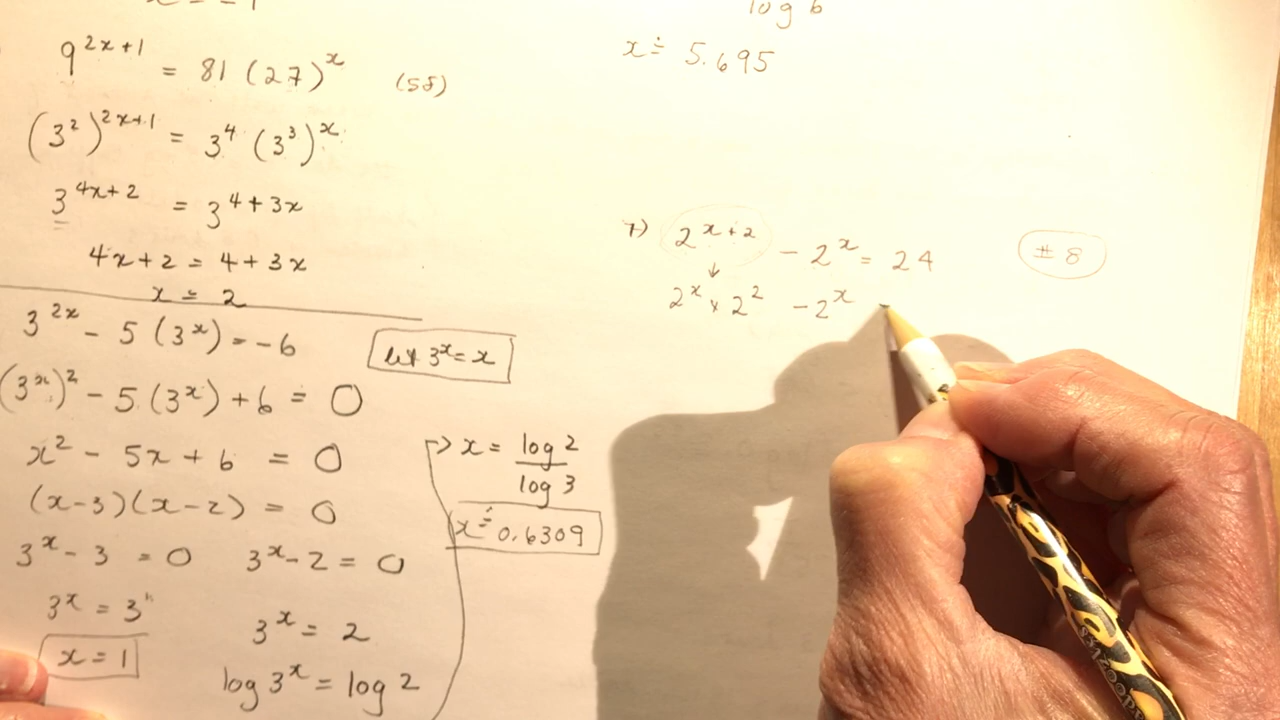 9^{2x+1} = 81 (27)^x (58)
(3^2)^{2x+1} = 3^4 (3^3)^x
3^{4x+2} = 3^{4+3x}
4x+2 = 4+3x
x = 2
3^{2x} - 5 (3^x) = -6
let 3^x = x
(3^x)^2 - 5 (3^x) + 6 = 0
x^2 - 5x + 6 = 0
(x-3)(x-2) = 0
3^x - 3 = 0 3^x - 2 = 0
3^x = 3
x = 1
3^x = 2
log 3^x = log 2
x = log 2 / log 3
x ≐ 0.6309
log 6
x ≐ 5.695
7) 2^{x+2} - 2^x = 24 # 8
2^x × 2^2 - 2^x